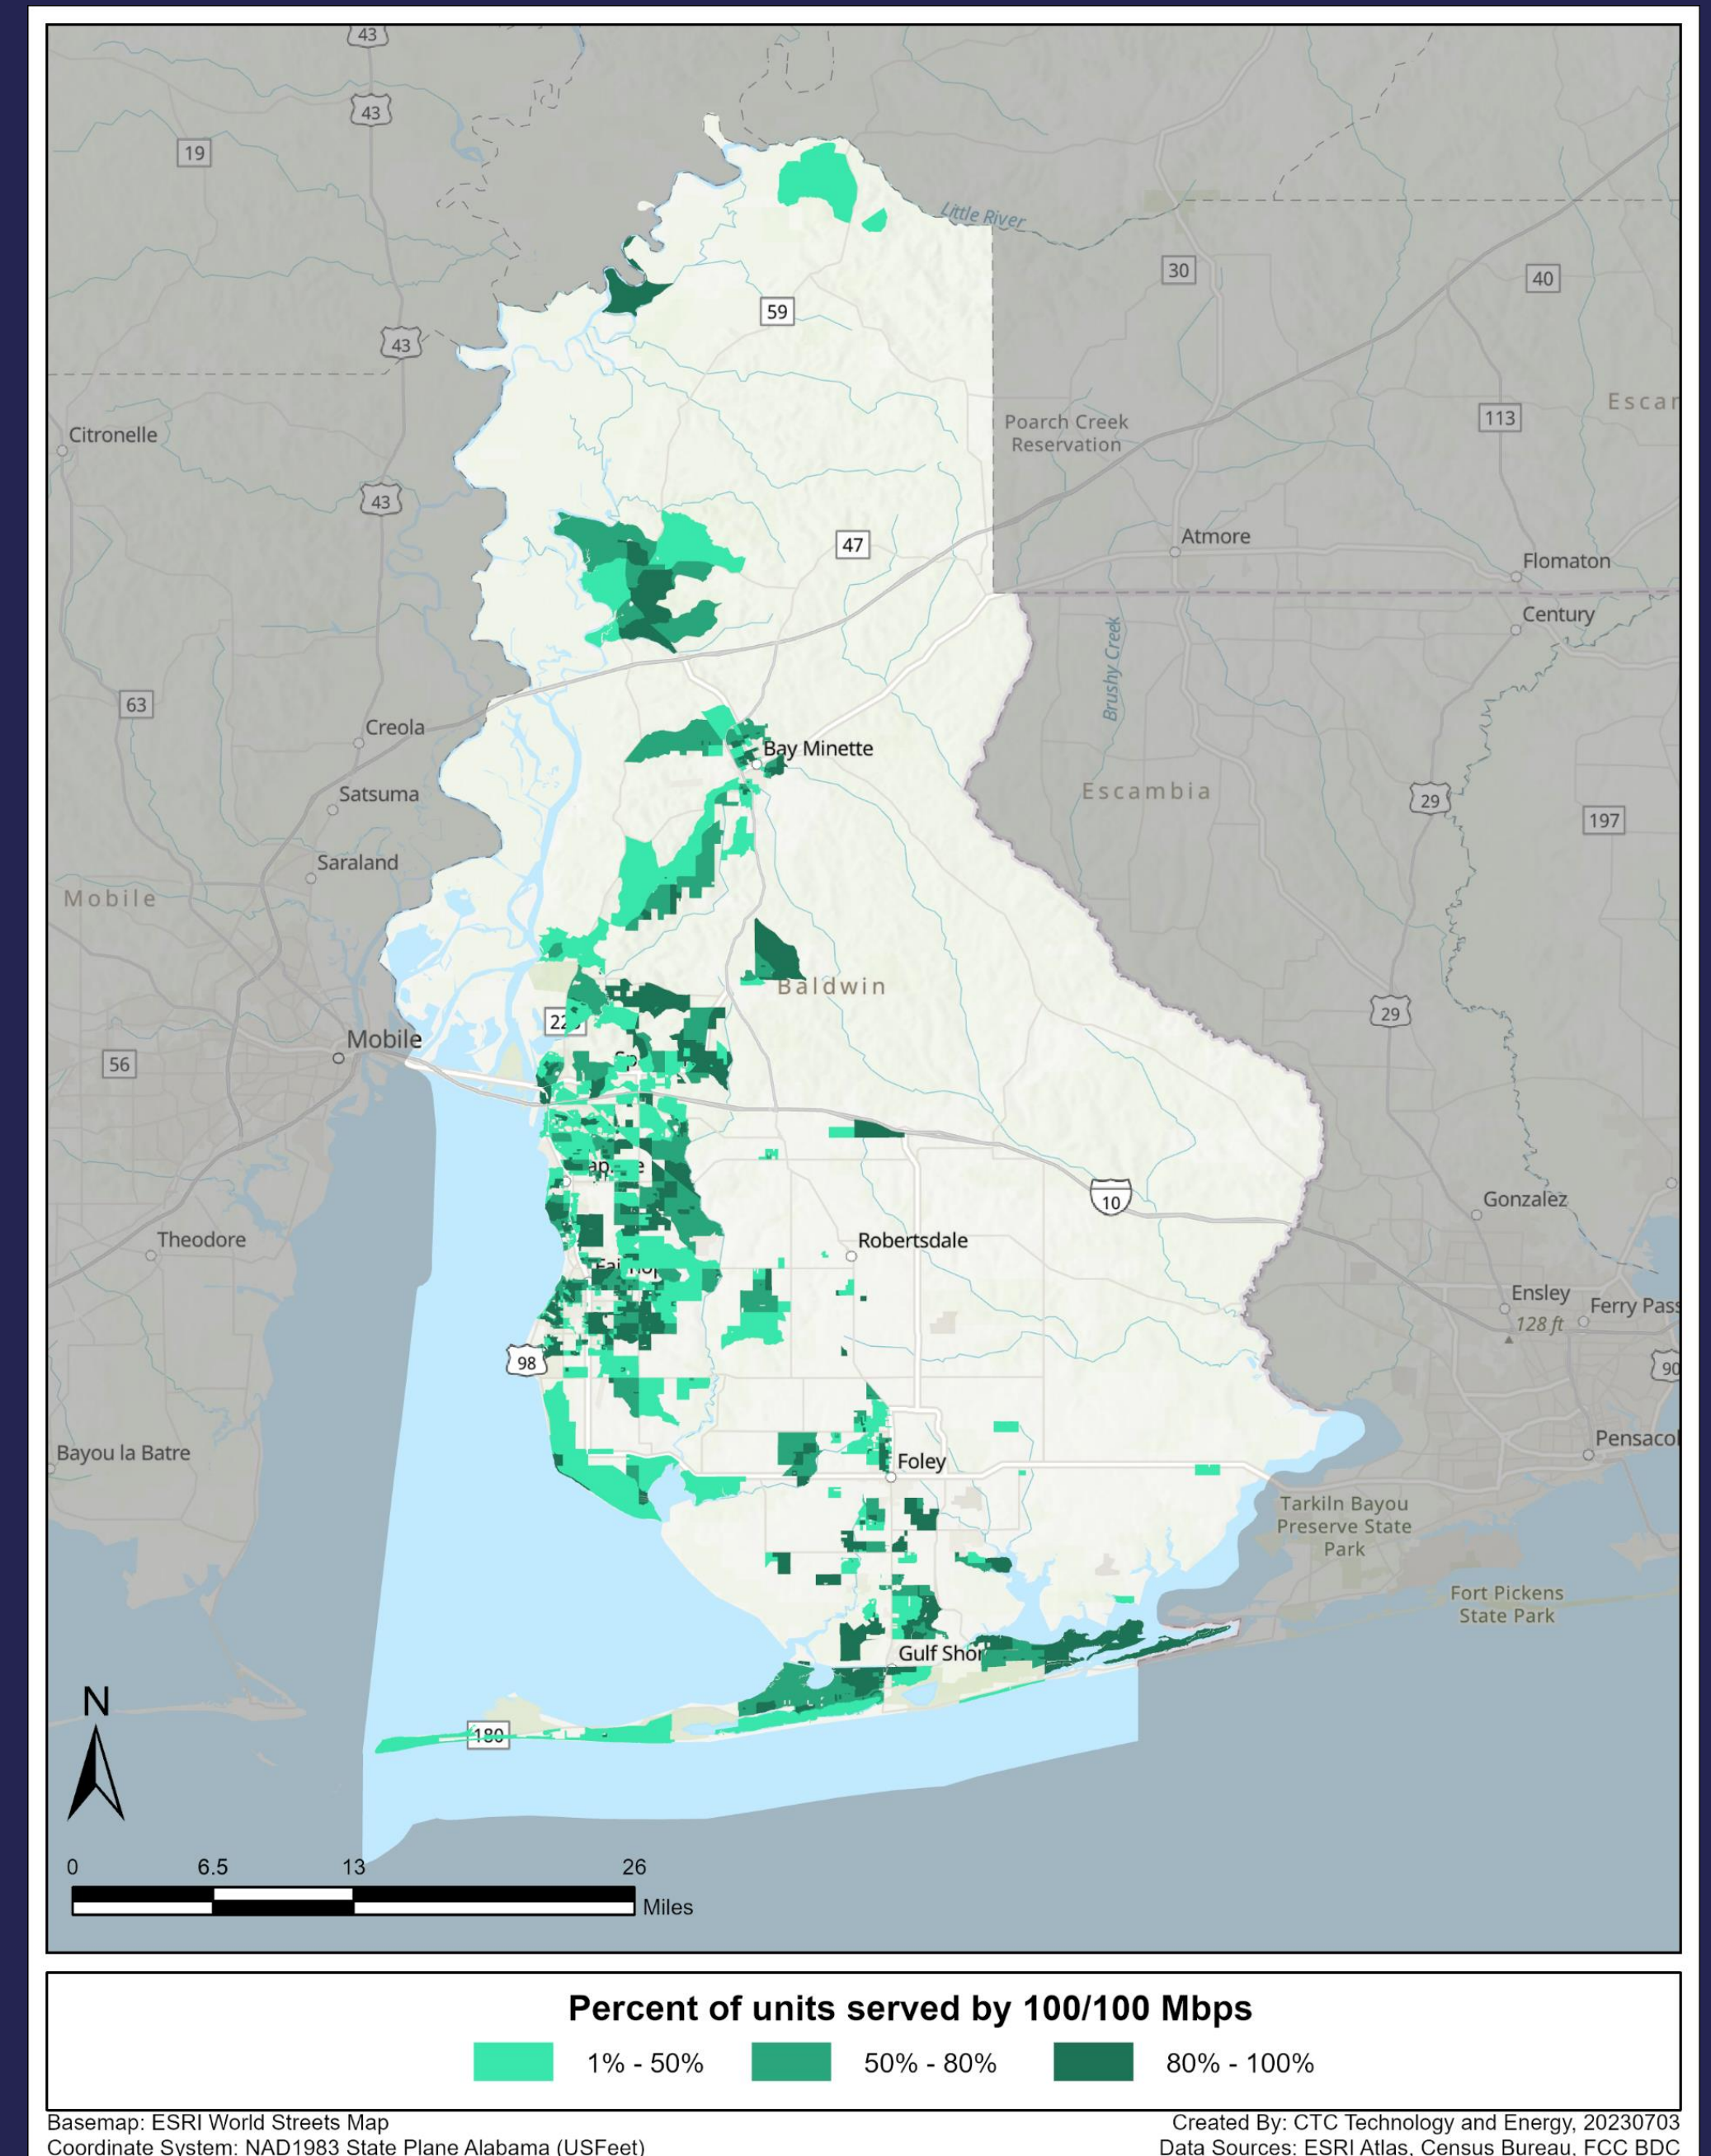 43
43
19
Little River
30
40
59
43
Escar
113
Poarch Creek
Reservation
Citronelle
43
Atmore
47
Flomaton
Century
Brushy Creek
63
Creola
Bay Minette
Satsuma
Escambia
29
197
Saraland
Mobile
Baldwin
29
22
Mobile
56
Sp
10
Gonzalez
Theodore
Robertsdale
Ensley
Ferry Pass
128 ft
98
90
Bayou la Batre
Foley
Pensacol
Tarkiln Bayou
Preserve State
Park
Fort Pickens
State Park
Gulf Shor
N
180
0
6.5
13
26
Miles
Percent of units served by 100/100 Mbps
1% - 50%
50% - 80%
80% - 100%
Basemap: ESRI World Streets Map
Created By: CTC Technology and Energy, 20230703
Coordinate System: NAD1983 State Plane Alabama (USFeet)
Data Sources: ESRI Atlas, Census Bureau, FCC BDC